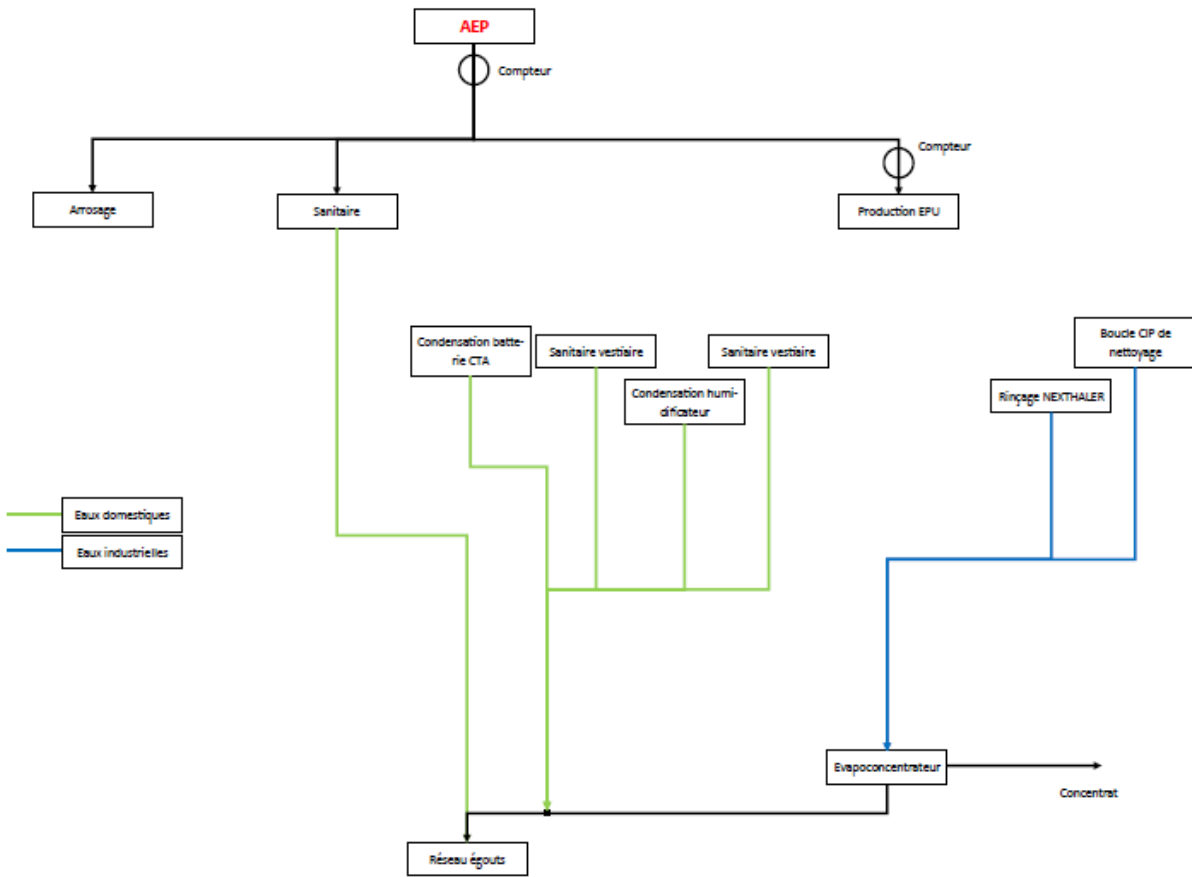 AEP
Compteur
Compteur
Arrosage
Sanitaire
Production EPU
Condensation batte-
rie CTA
Sanitaire vestiaire
Sanitaire vestiaire
Boucle CIP de
nettoyage
Condensation humi-
dificateur
Rinçage NEXTHALER
Eaux domestiques
Eaux industrielles
Evapoconcentrateur
Concentrat
Réseau égouts